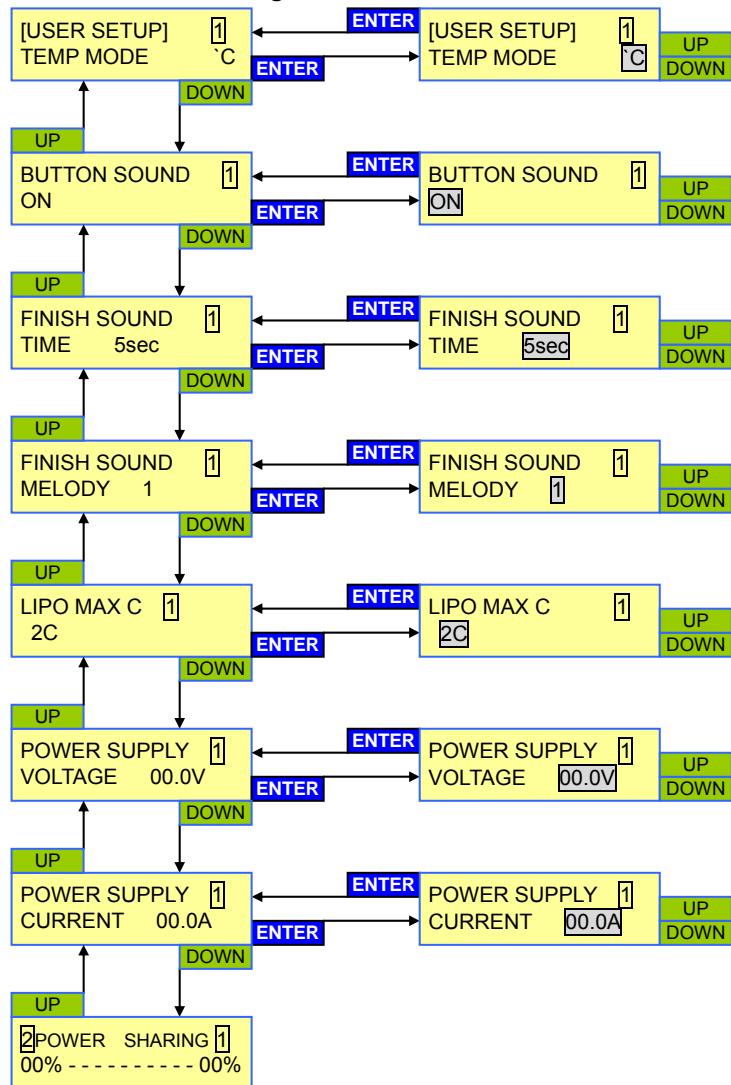 ENTER
[USER SETUP] 1
TEMP MODE `C
ENTER
DOWN
[USER SETUP] 1
TEMP MODE `C
UP
DOWN
UP
BUTTON SOUND 1
ON
ENTER
ENTER
DOWN
BUTTON SOUND 1
ON
UP
DOWN
UP
FINISH SOUND 1
TIME 5sec
ENTER
ENTER
DOWN
FINISH SOUND 1
TIME 5sec
UP
DOWN
UP
FINISH SOUND 1
MELODY 1
ENTER
ENTER
DOWN
FINISH SOUND 1
MELODY 1
UP
DOWN
UP
LIPO MAX C 1
2C
ENTER
ENTER
DOWN
LIPO MAX C 1
2C
UP
DOWN
UP
POWER SUPPLY 1
VOLTAGE 00.0V
ENTER
ENTER
DOWN
POWER SUPPLY 1
VOLTAGE 00.0V
UP
DOWN
UP
POWER SUPPLY 1
CURRENT 00.0A
ENTER
ENTER
DOWN
POWER SUPPLY 1
CURRENT 00.0A
UP
DOWN
UP
2POWER SHARING 1
00% - - - - - - - - - - 00%